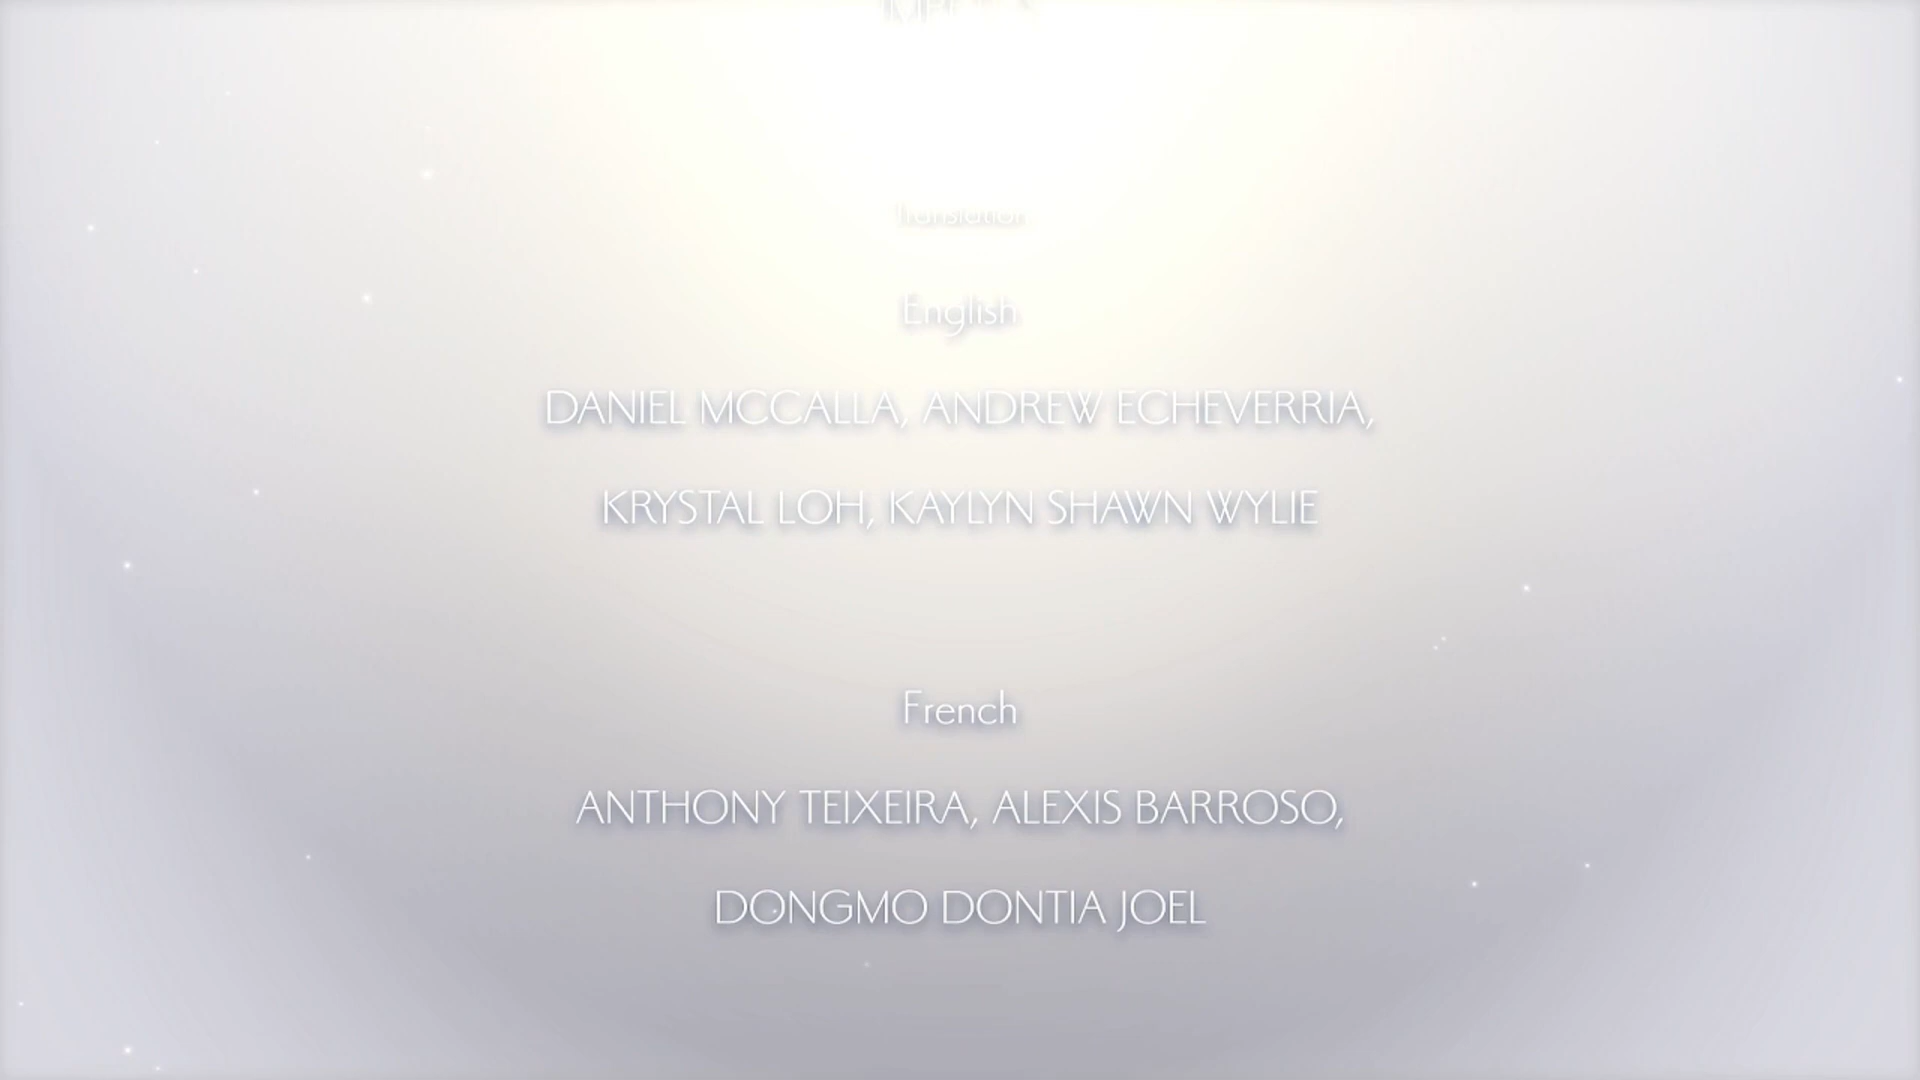 Translation
English
DANIEL MCCALLA, ANDREW ECHEVERRIA,
KRYSTAL LOH, KAYLYN SHAWN WYLIE
French
ANTHONY TEIXEIRA, ALEXIS BARROSO,
DONGMO DONTIA JOEL